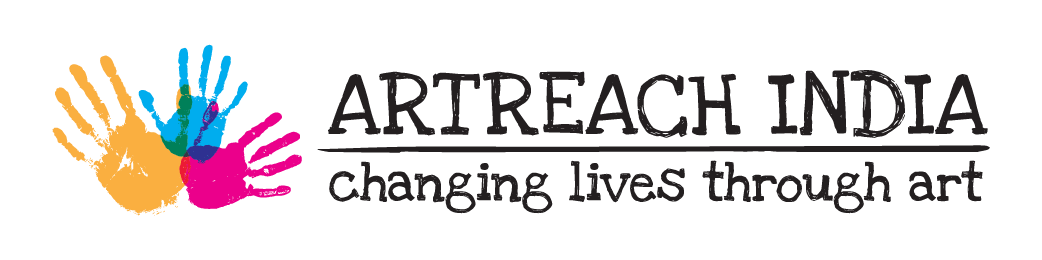 ARTREACH INDIA
changing lives through art